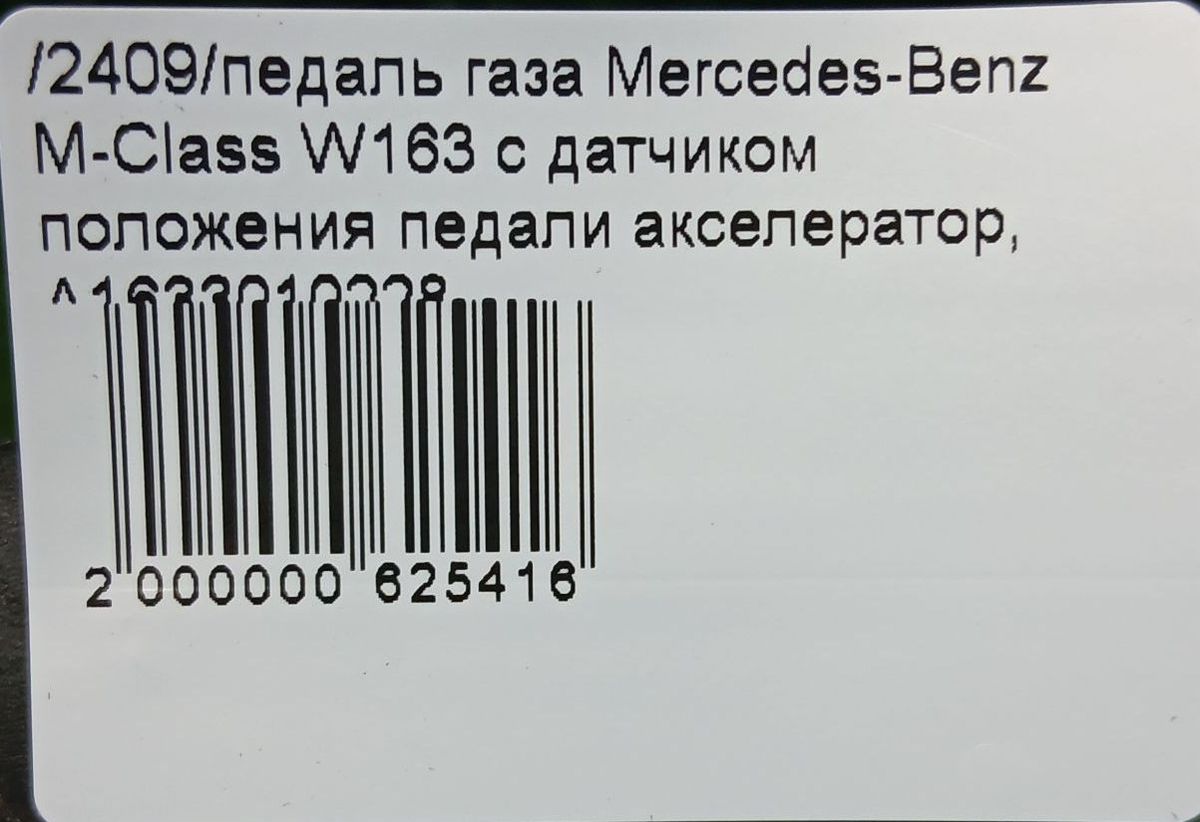 /2409/педаль газа Mercedes-Benz
M-Class W163 с датчиком
положения педали акселератор,
2 000000 625416